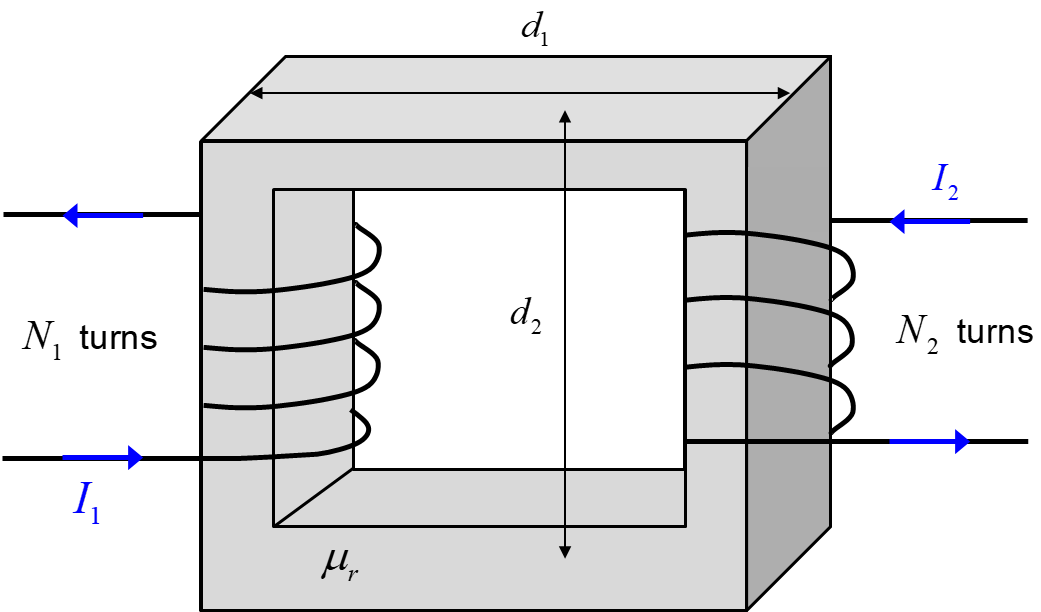 d₁
I₂
N₁ turns
d₂
N₂ turns
I₁
μᵣ